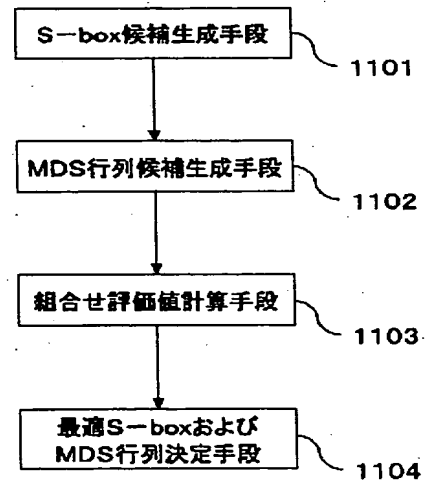 S－box候補生成手段
1101
MDS行列候補生成手段
1102
組合せ評価値計算手段
1103
最適S－boxおよび
MDS行列決定手段
1104